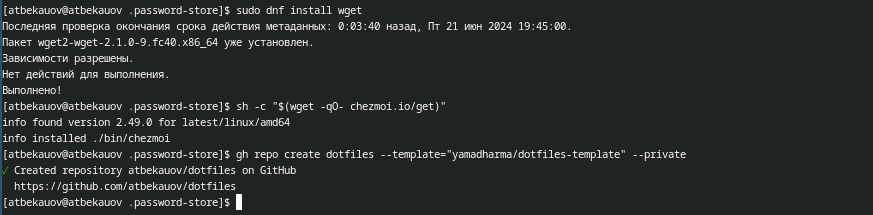 [atbekauov@atbekauov .password-store]$ sudo dnf install wget
Последняя проверка окончания срока действия метаданных: 0:03:40 назад, Пт 21 июн 2024 19:45:00.
Пакет wget2-wget-2.1.0-9.fc40.x86_64 уже установлен.
Зависимости разрешены.
Нет действий для выполнения.
Выполнено!
[atbekauov@atbekauov .password-store]$ sh -c "$(wget -qO- chezmoi.io/get)"
info found version 2.49.0 for latest/linux/amd64
info installed ./bin/chezmoi
[atbekauov@atbekauov .password-store]$ gh repo create dotfiles --template="yamadharma/dotfiles-template" --private
✓ Created repository atbekauov/dotfiles on GitHub
  https://github.com/atbekauov/dotfiles
[atbekauov@atbekauov .password-store]$